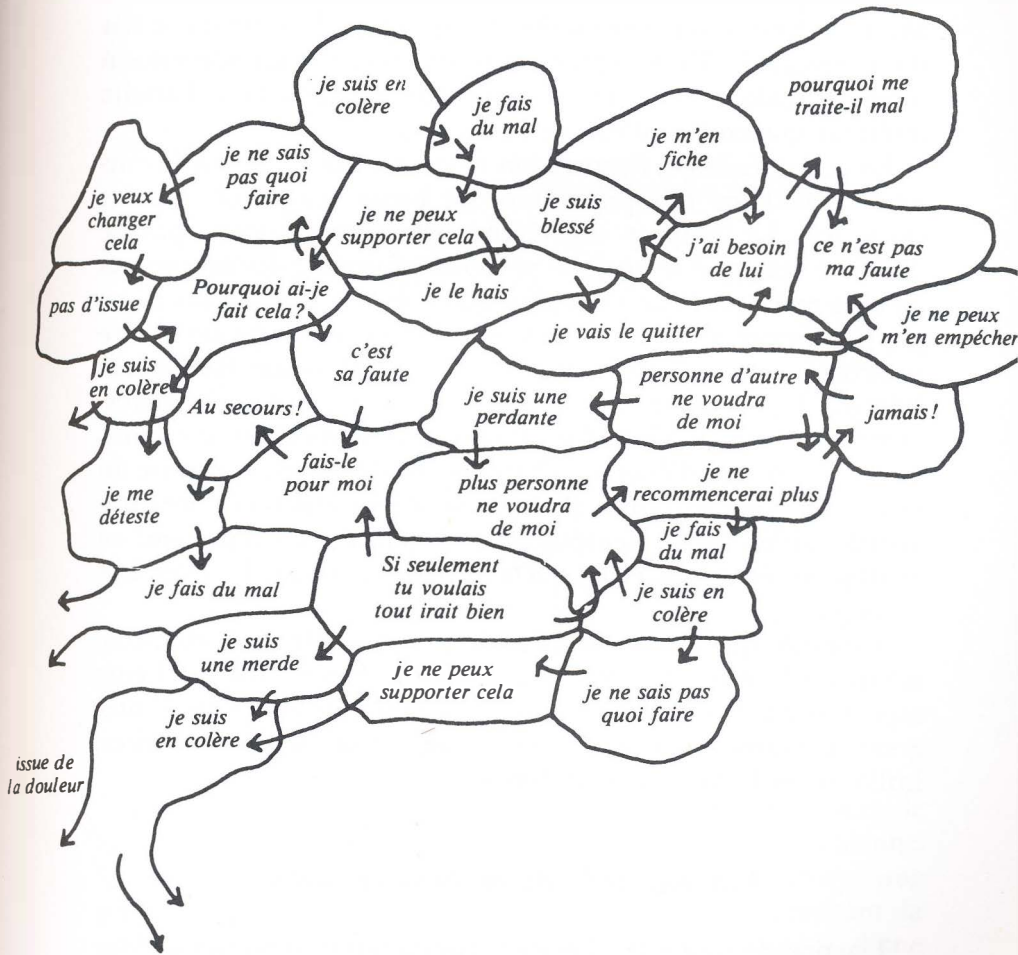 je suis en
colère
je fais
du mal
pourquoi me
traite-il mal
je m'en
fiche
je ne sais
pas quoi
faire
je veux
changer
cela
je ne peux
supporter cela
je suis
blessé
j'ai besoin
de lui
ce n'est pas
ma faute
pas d'issue
Pourquoi ai-je
fait cela?
je le hais
je vais le quitter
je ne peux
m'en empécher
je suis
en colère
c'est
sa faute
Au secours!
je suis une
perdante
personne d'autre
ne voudra
de moi
jamais!
je me
déteste
fais-le
pour moi
plus personne
ne voudra
de moi
je ne
recommencerai plus
je fais
du mal
je fais du mal
Si seulement
tu voulais
tout irait bien
je suis en
colère
je suis
une merde
je ne peux
supporter cela
je ne sais pas
quoi faire
je suis
en colère
issue de
la douleur